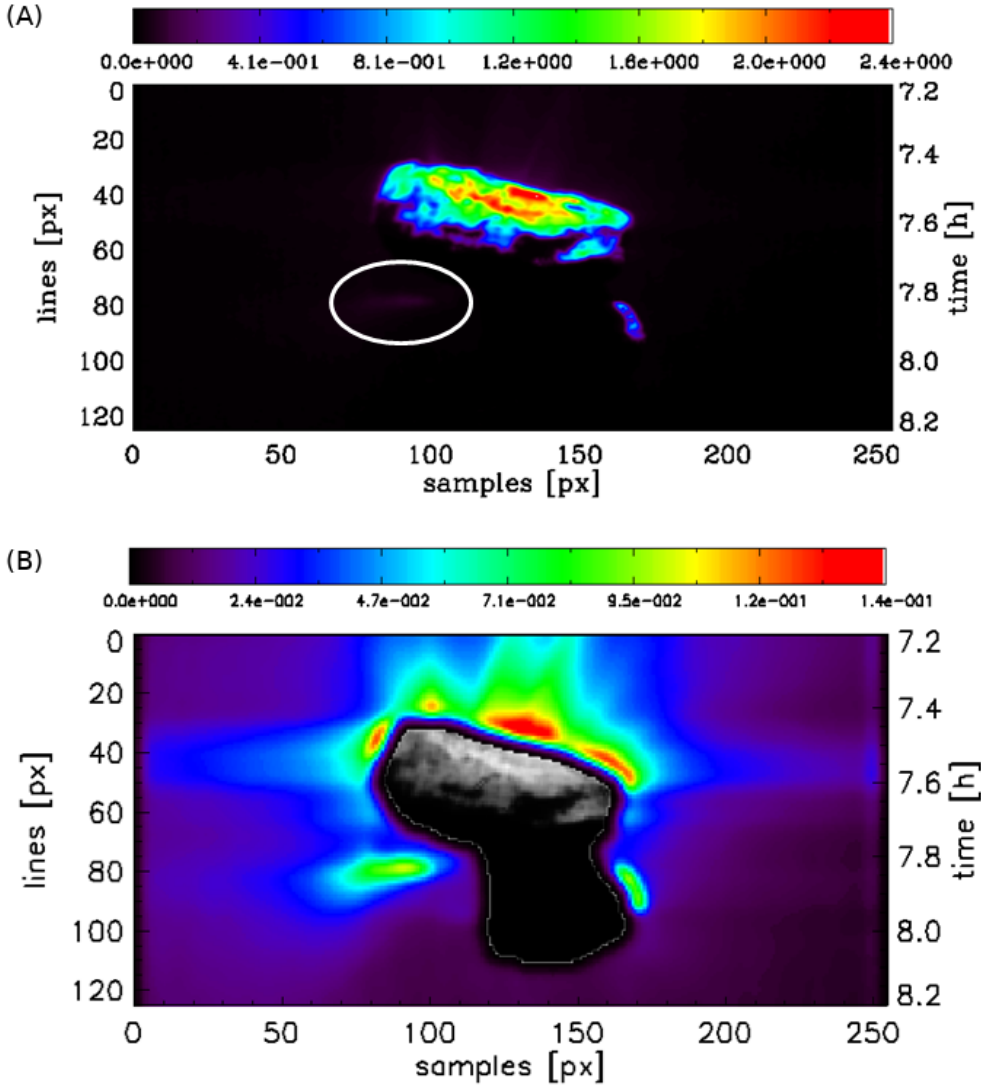 (A)
0.0e+000 4.1e-001 8.1e-001 1.2e+000 1.6e+000 2.0e+000 2.4e+000
0 20 40 60 80 100 120
lines [px]
7.2 7.4 7.6 7.8 8.0 8.2
time [h]
0 50 100 150 200 250
samples [px]
(B)
0.0e+000 2.4e-002 4.7e-002 7.1e-002 9.5e-002 1.2e-001 1.4e-001
0 20 40 60 80 100 120
lines [px]
7.2 7.4 7.6 7.8 8.0 8.2
time [h]
0 50 100 150 200 250
samples [px]